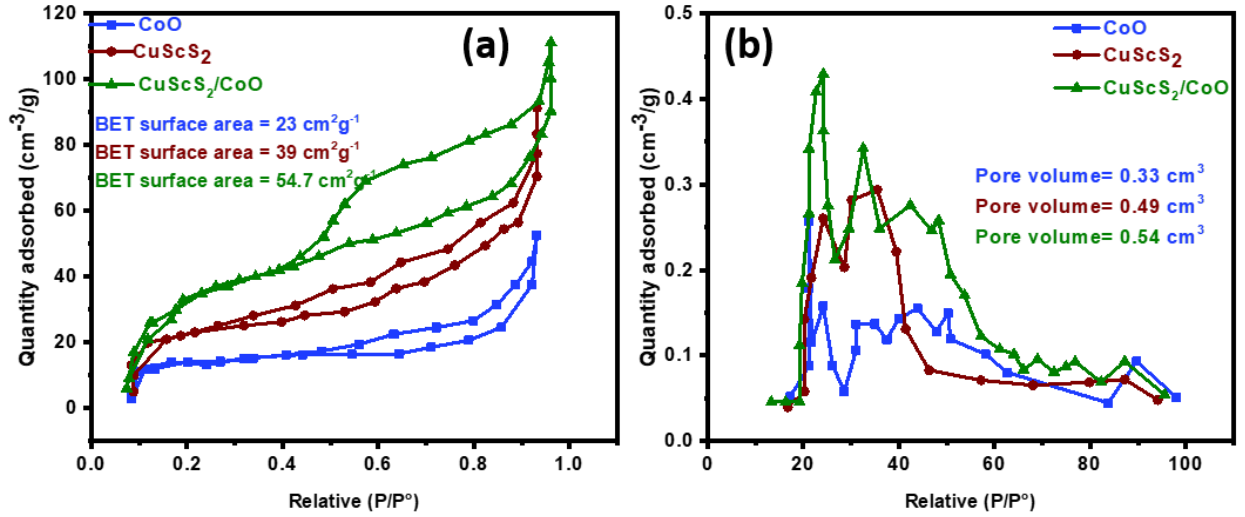 (a)
CoO
CuScS₂
CuScS₂/CoO
BET surface area = 23 cm²g⁻¹
BET surface area = 39 cm²g⁻¹
BET surface area = 54.7 cm²g⁻¹
Quantity adsorbed (cm⁻³/g)
120
100
80
60
40
20
0
0.0 0.2 0.4 0.6 0.8 1.0
Relative (P/P°)
(b)
CoO
CuScS₂
CuScS₂/CoO
Pore volume= 0.33 cm³
Pore volume= 0.49 cm³
Pore volume= 0.54 cm³
Quantity adsorbed (cm⁻³/g)
0.5
0.4
0.3
0.2
0.1
0.0
0 20 40 60 80 100
Relative (P/P°)